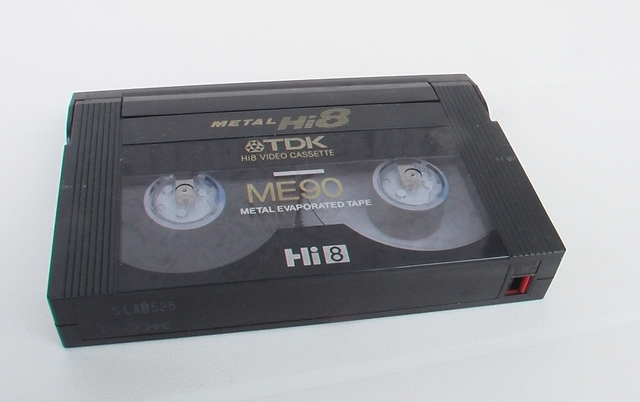 METAL Hi8
TDK
Hi8 VIDEO CASSETTE
ME90
METAL EVAPORATED TAPE
Hi8